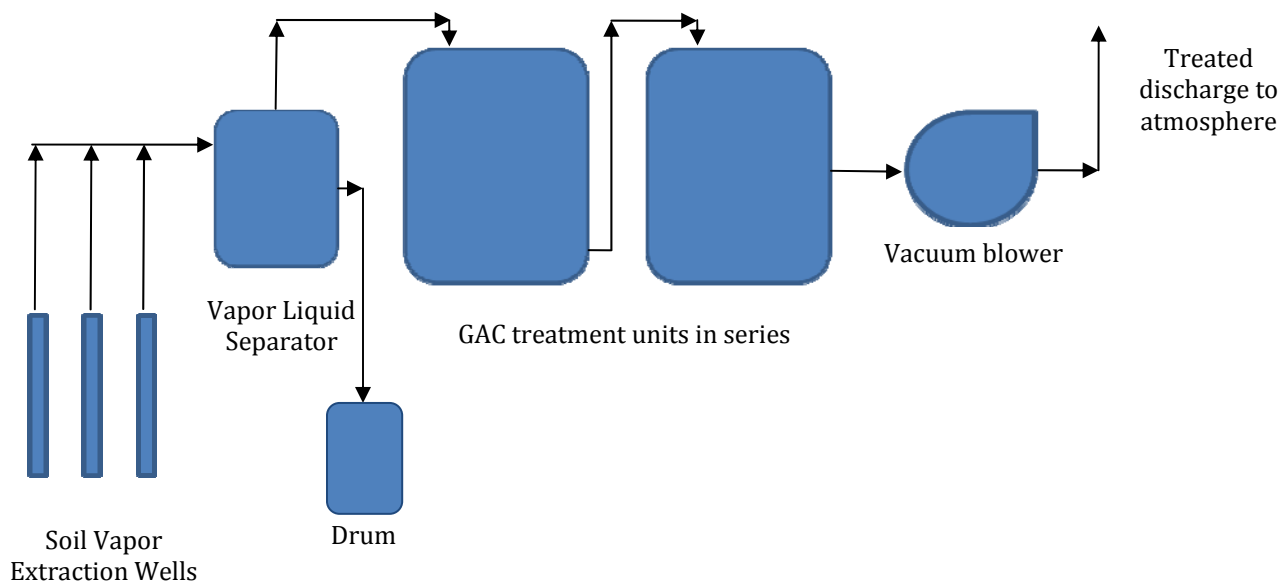 Treated
discharge to
atmosphere
Vacuum blower
Vapor Liquid
Separator
GAC treatment units in series
Drum
Soil Vapor
Extraction Wells